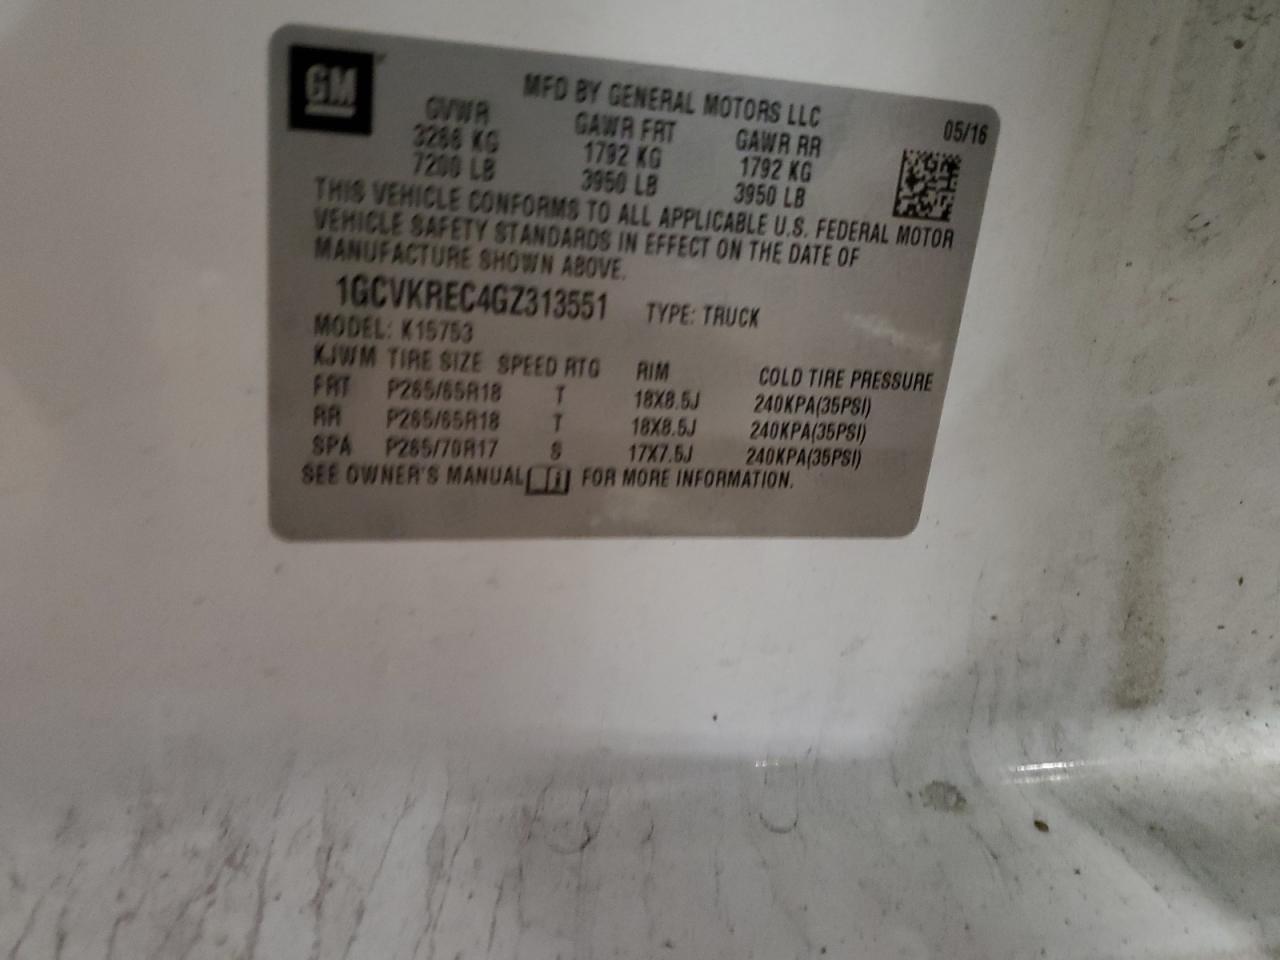 GM
MFD BY GENERAL MOTORS LLC
05/16
GVWR GAWR FRT GAWR RR
3266 KG 1792 KG 1792 KG
7200 LB 3950 LB 3950 LB
THIS VEHICLE CONFORMS TO ALL APPLICABLE U.S. FEDERAL MOTOR
VEHICLE SAFETY STANDARDS IN EFFECT ON THE DATE OF
MANUFACTURE SHOWN ABOVE.
1GCVKREC4GZ313551 TYPE: TRUCK
MODEL: K15753
KJWM TIRE SIZE SPEED RTG RIM COLD TIRE PRESSURE
FRT P265/65R18 T 18X8.5J 240KPA(35PSI)
RR P265/65R18 T 18X8.5J 240KPA(35PSI)
SPA P265/70R17 S 17X7.5J 240KPA(35PSI)
SEE OWNER'S MANUAL FOR MORE INFORMATION.